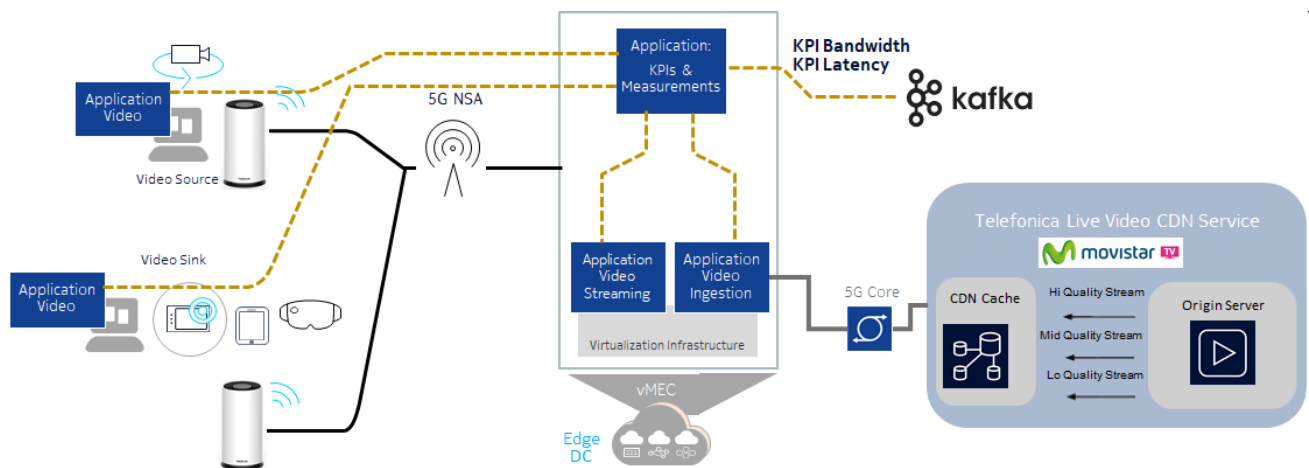 Application
Video
Video Source
5G NSA
Application:
KPIs &
Measurements
KPI Bandwidth
KPI Latency
kafka
Video Sink
Application
Video
Application
Video
Streaming
Application
Video
Ingestion
Virtualization Infrastructure
vMEC
Edge
DC
5G Core
Telefonica Live Video CDN Service
movistar
TV
CDN Cache
Hi Quality Stream
Mid Quality Stream
Lo Quality Stream
Origin Server